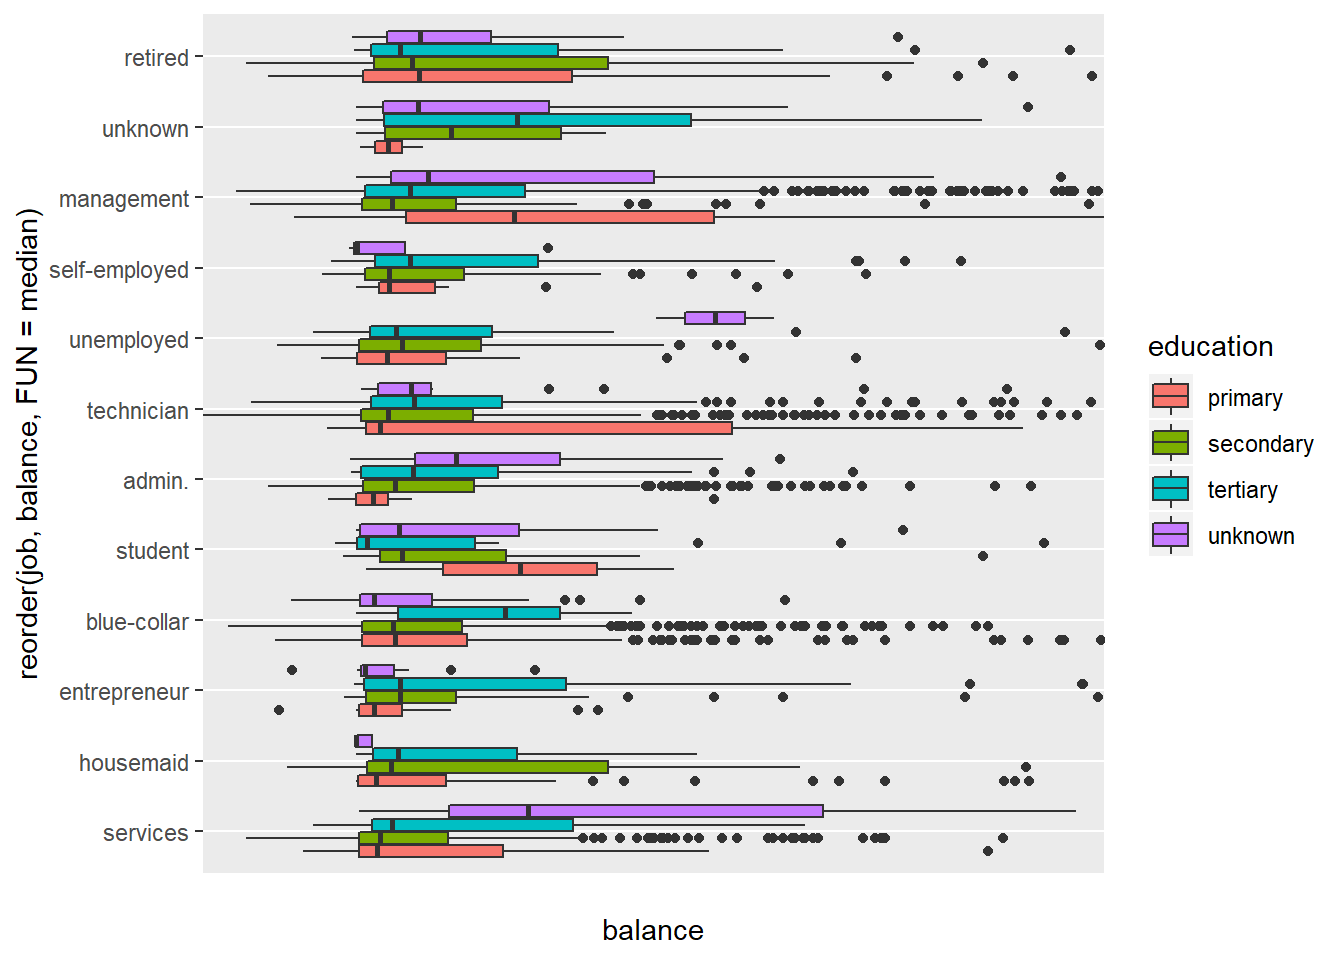 reorder(job, balance, FUN = median)
retired
unknown
management
self-employed
unemployed
technician
admin.
student
blue-collar
entrepreneur
housemaid
services
balance
education
primary
secondary
tertiary
unknown